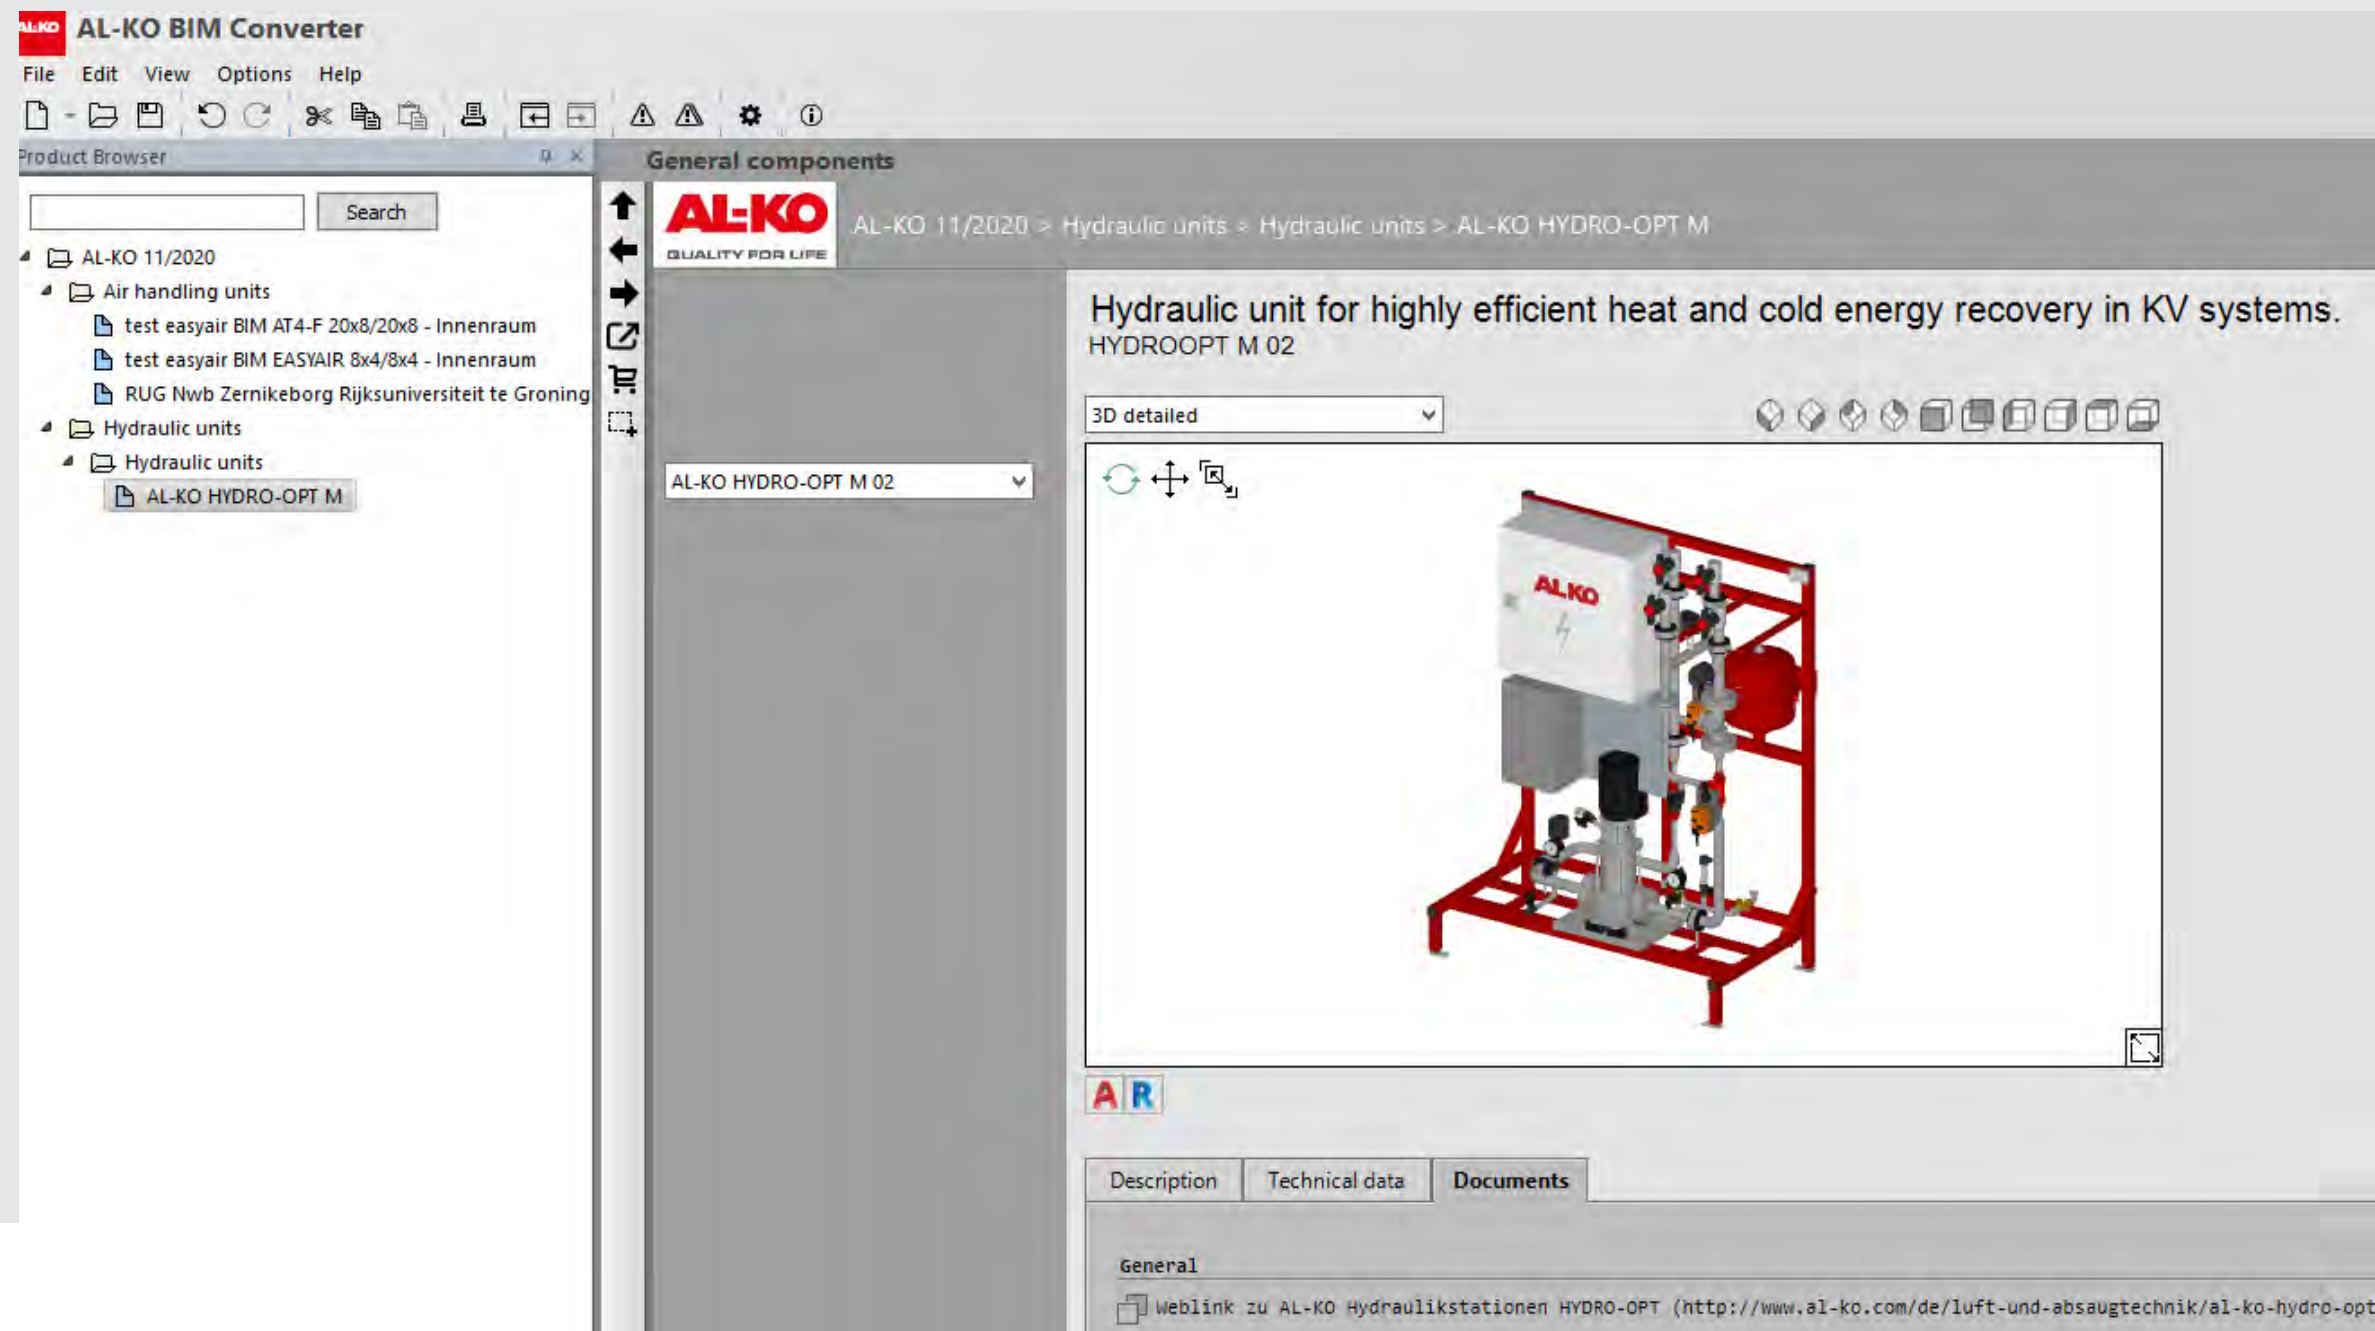 AL-KO
AL-KO BIM Converter
File Edit View Options Help
Product Browser
Search
AL-KO 11/2020
Air handling units
test easyair BIM AT4-F 20x8/20x8 - Innenraum
test easyair BIM EASYAIR 8x4/8x4 - Innenraum
RUG Nwb Zernikeborg Rijksuniversiteit te Groning
Hydraulic units
Hydraulic units
AL-KO HYDRO-OPT M
General components
AL-KO
QUALITY FOR LIFE
AL-KO 11/2020 > Hydraulic units > Hydraulic units > AL-KO HYDRO-OPT M
AL-KO HYDRO-OPT M 02
Hydraulic unit for highly efficient heat and cold energy recovery in KV systems.
HYDROOPT M 02
3D detailed
AL-KO
A R
Description Technical data Documents
General
Weblink zu AL-KO Hydraulikstationen HYDRO-OPT (http://www.al-ko.com/de/luft-und-absaugtechnik/al-ko-hydro-opt